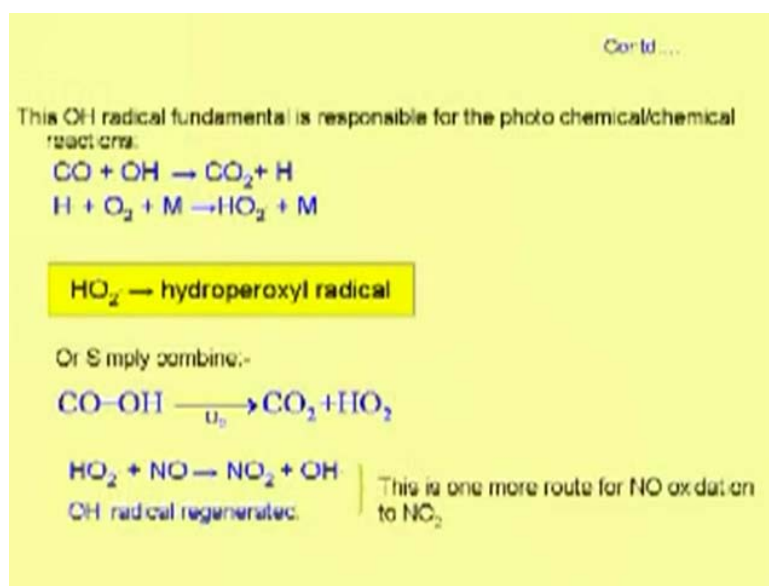 Contd....
This OH radical fundamental is responsible for the photo chemical/chemical
reactions:
CO + OH → CO₂+ H
H + O₂ + M →HO₂ + M
HO₂ → hydroperoxyl radical
Or Simply combine:-
CO+OH —O₂→ CO₂+HO₂
HO₂ + NO→ NO₂ + OH
OH radical regenerated.
This is one more route for NO oxidation
to NO₂